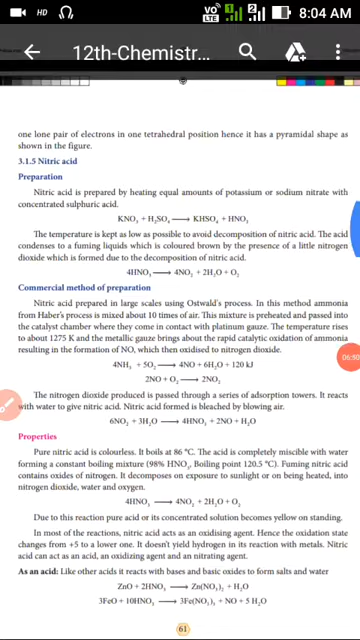 HD VO LTE 1 2 8:04 AM
12th-Chemistr...
one lone pair of electrons in one tetrahedral position hence it has a pyramidal shape as
shown in the figure.
3.1.5 Nitric acid
Preparation
Nitric acid is prepared by heating equal amounts of potassium or sodium nitrate with
concentrated sulphuric acid.
KNO₃ + H₂SO₄ ⟶ KHSO₄ + HNO₃
The temperature is kept as low as possible to avoid decomposition of nitric acid. The acid
condenses to a fuming liquids which is coloured brown by the presence of a little nitrogen
dioxide which is formed due to the decomposition of nitric acid.
4HNO₃ ⟶ 4NO₂ + 2H₂O + O₂
Commercial method of preparation
Nitric acid prepared in large scales using Ostwald's process. In this method ammonia
from Haber's process is mixed about 10 times of air. This mixture is preheated and passed into
the catalyst chamber where they come in contact with platinum gauze. The temperature rises
to about 1275 K and the metallic gauze brings about the rapid catalytic oxidation of ammonia
resulting in the formation of NO, which then oxidised to nitrogen dioxide.
06:50
4NH₃ + 5O₂ ⟶ 4NO + 6H₂O + 120 kJ
2NO + O₂ ⟶ 2NO₂
The nitrogen dioxide produced is passed through a series of adsorption towers. It reacts
with water to give nitric acid. Nitric acid formed is bleached by blowing air.
6NO₂ + 3H₂O ⟶ 4HNO₃ + 2NO + H₂O
Properties
Pure nitric acid is colourless. It boils at 86 °C. The acid is completely miscible with water
forming a constant boiling mixture (98% HNO₃, Boiling point 120.5 °C). Fuming nitric acid
contains oxides of nitrogen. It decomposes on exposure to sunlight or on being heated, into
nitrogen dioxide, water and oxygen.
4HNO₃ ⟶ 4NO₂ + 2H₂O + O₂
Due to this reaction pure acid or its concentrated solution becomes yellow on standing.
In most of the reactions, nitric acid acts as an oxidising agent. Hence the oxidation state
changes from +5 to a lower one. It doesn't yield hydrogen in its reaction with metals. Nitric
acid can act as an acid, an oxidizing agent and an nitrating agent.
As an acid: Like other acids it reacts with bases and basic oxides to form salts and water
ZnO + 2HNO₃ ⟶ Zn(NO₃)₂ + H₂O
3FeO + 10HNO₃ ⟶ 3Fe(NO₃)₃ + NO + 5 H₂O
61